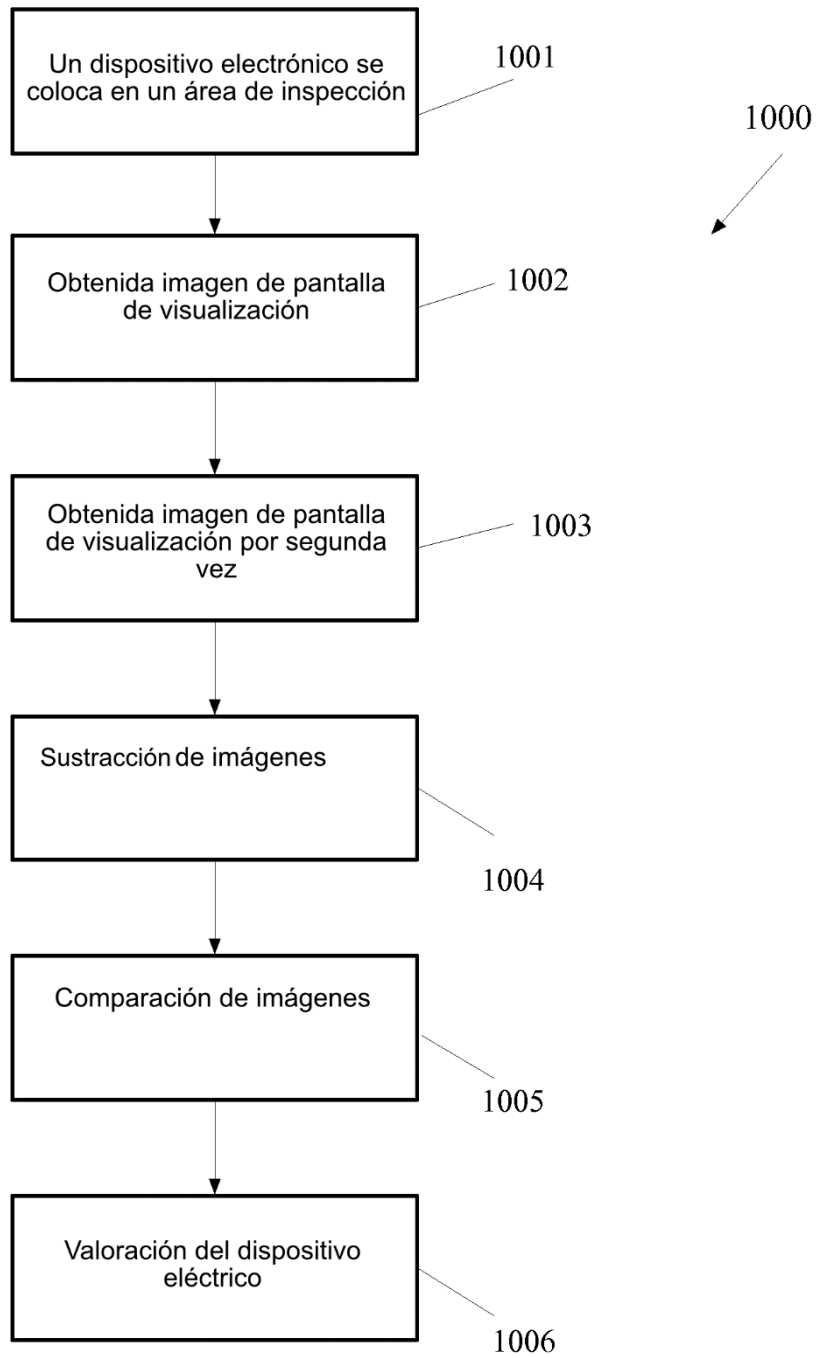 Un dispositivo electrónico se
coloca en un área de inspección
1001
1000
Obtenida imagen de pantalla
de visualización
1002
Obtenida imagen de pantalla
de visualización por segunda
vez
1003
Sustracción de imágenes
1004
Comparación de imágenes
1005
Valoración del dispositivo
eléctrico
1006